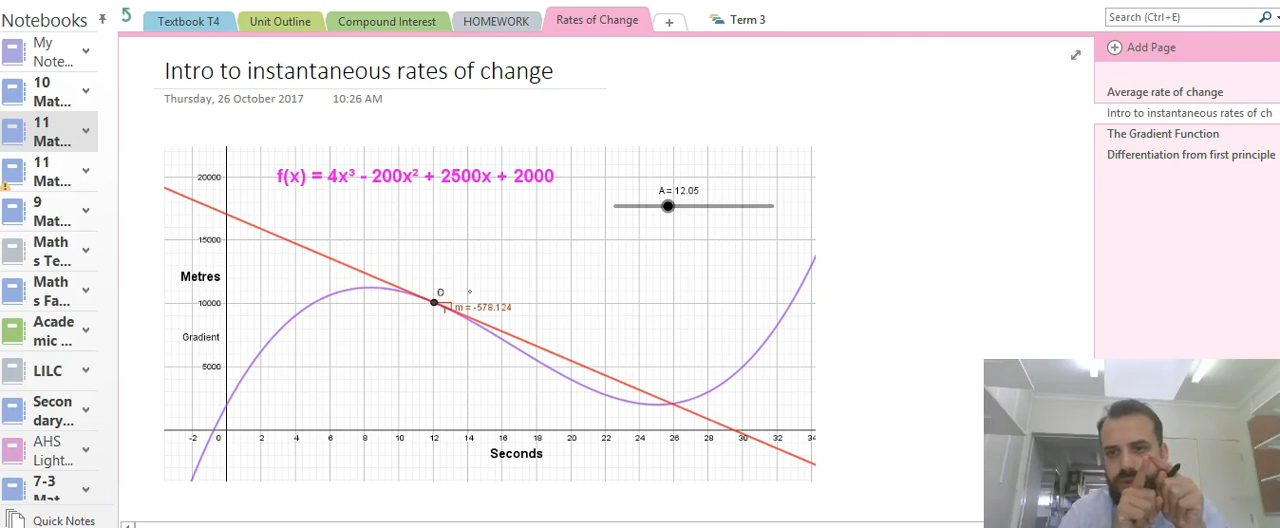 Notebooks
Textbook T4
Unit Outline
Compound Interest
HOMEWORK
Rates of Change
+
Term 3
Search (Ctrl+E)
My
Note...
10
Mat...
11
Mat...
11
Mat...
9
Mat...
Math
s Te...
Math
s Fa...
Acade
mic ...
LILC
Secon
dary...
AHS
Light...
7-3
Mat
Quick Notes
Intro to instantaneous rates of change
Thursday, 26 October 2017 10:26 AM
f(x) = 4x³ - 200x² + 2500x + 2000
A = 12.05
20000
15000
Metres
10000
Gradient
5000
m = -578.124
-2 0 2 4 6 8 10 12 14 16 18 20 22 24 26 28 30 32 34
Seconds
Add Page
Average rate of change
Intro to instantaneous rates of ch
The Gradient Function
Differentiation from first principle